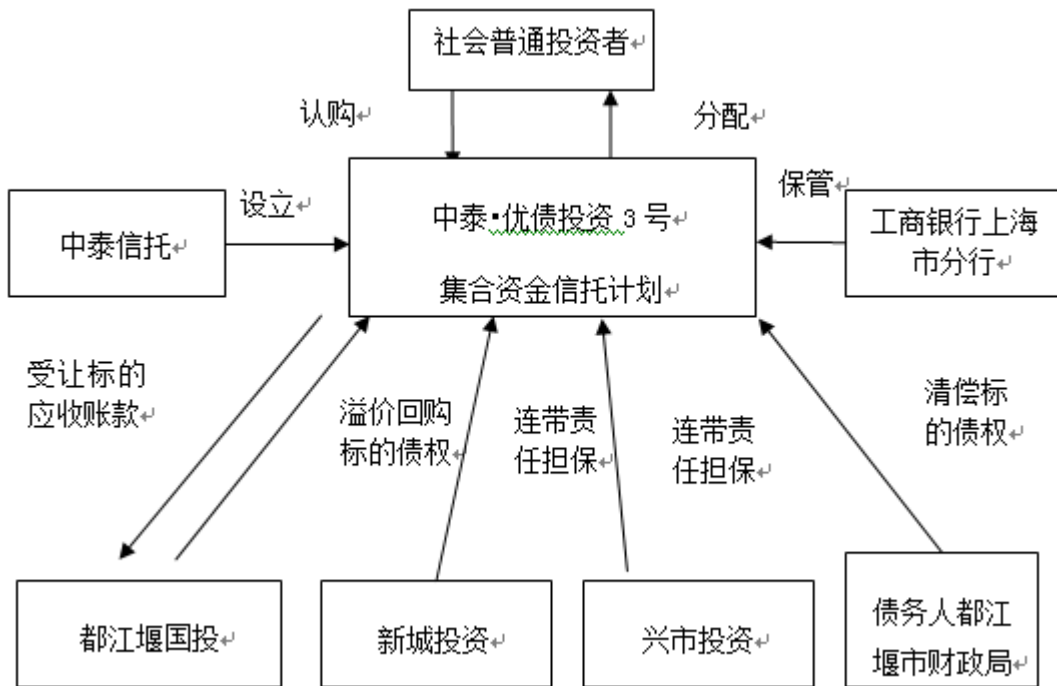 社会普通投资者
认购
分配
设立
保管
中泰信托
中泰▪优债投资 3 号
集合资金信托计划
工商银行上海
市分行
受让标的
应收账款
溢价回购
标的债权
连带责
任担保
连带责
任担保
清偿标
的债权
都江堰国投
新城投资
兴市投资
债务人都江
堰市财政局